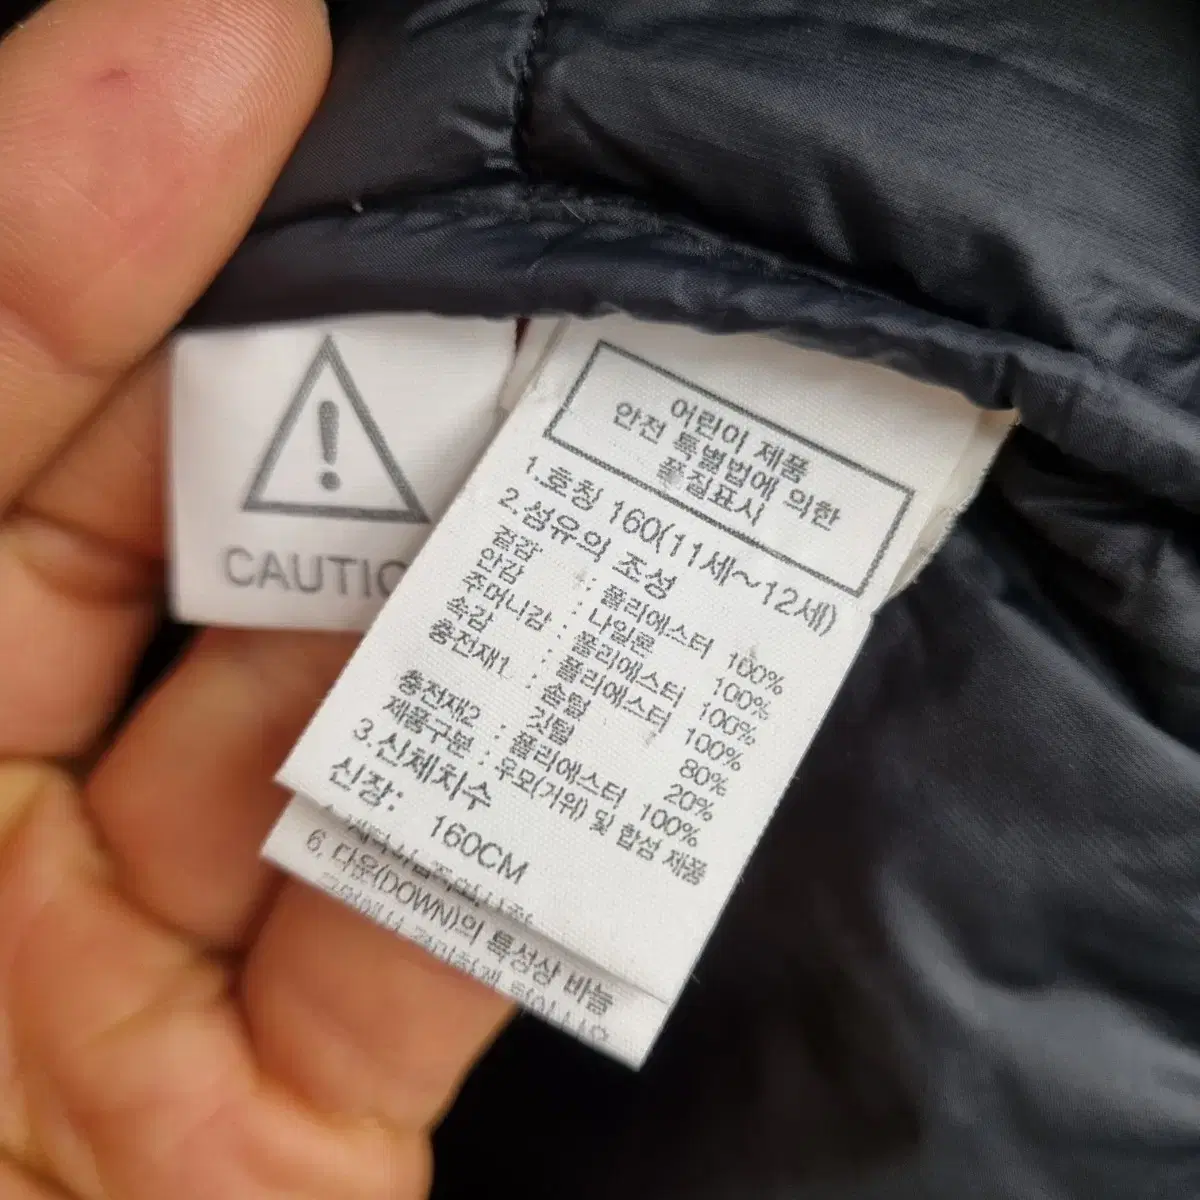 CAUTIO
어린이 제품
안전 특별법에 의한
품질표시
1.호칭 160(11세~12세)
2.섬유의 조성
겉감 : 폴리에스터 100%
안감 : 나일론 100%
주머니감 : 폴리에스터 100%
속감 : 폴리에스터 100%
충전재1 : 솜털 80%
깃털 20%
충전재2 : 폴리에스터 100%
제품구분 : 우모(거위) 및 합성 제품
3.신체치수
신장: 160CM
6. 다운(DOWN)의 특성상 바늘